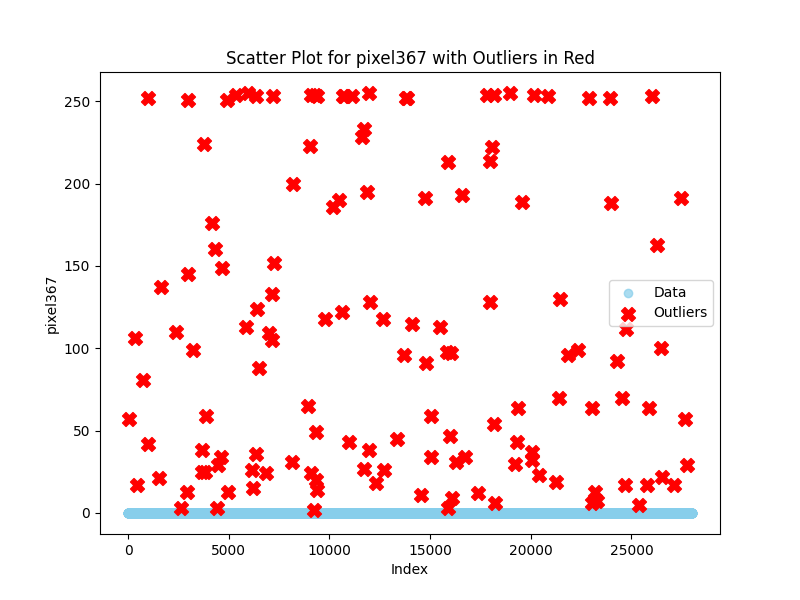 Scatter Plot for pixel367 with Outliers in Red
250
200
150
100
50
0
pixel367
Data
Outliers
0 5000 10000 15000 20000 25000
Index